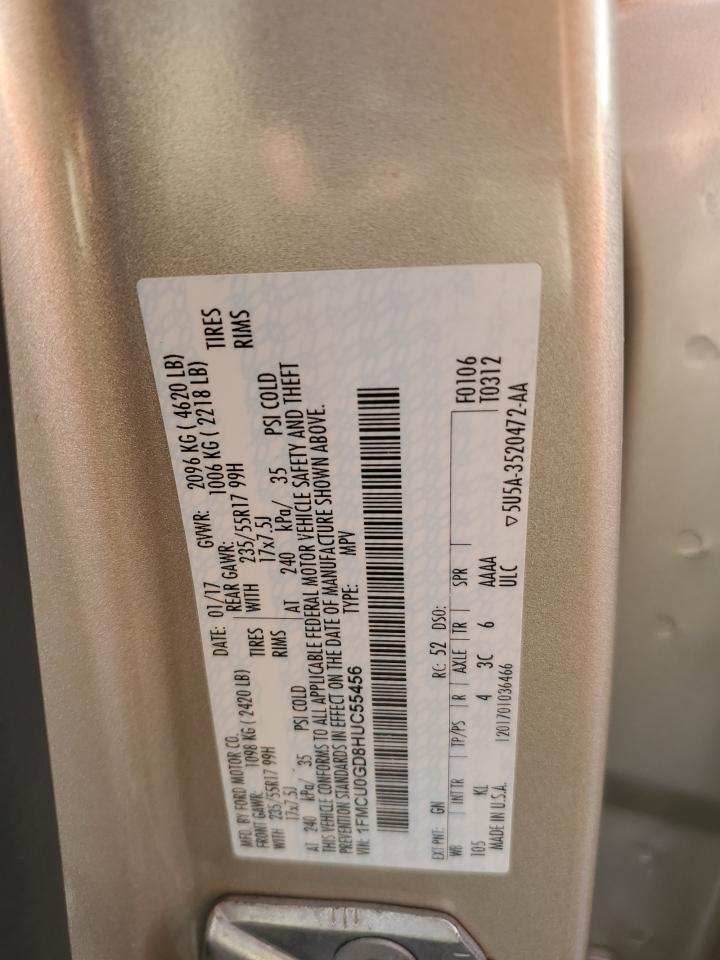 MFD. BY FORD MOTOR CO.
DATE: 01/17 GVWR: 2096 KG ( 4620 LB)
FRONT GAWR: 1098 KG ( 2420 LB)
REAR GAWR: 1006 KG ( 2218 LB)
WITH 235/55R17 99H TIRES
WITH 235/55R17 99H TIRES
17x7.5J RIMS
17x7.5J RIMS
AT 240 kPa/ 35 PSI COLD
AT 240 kPa/ 35 PSI COLD
THIS VEHICLE CONFORMS TO ALL APPLICABLE FEDERAL MOTOR VEHICLE SAFETY AND THEFT
PREVENTION STANDARDS IN EFFECT ON THE DATE OF MANUFACTURE SHOWN ABOVE.
VIN: 1FMCU0GD8HUC55456 TYPE: MPV
EXT PNT: GN RC: 52 DSO: F0106
WB INT TR TP/PS R AXLE TR SPR T0312
105 KL 4 3C 6 AAAA
MADE IN U.S.A. 1201701036466 ULC ▽5U5A-3520472-AA